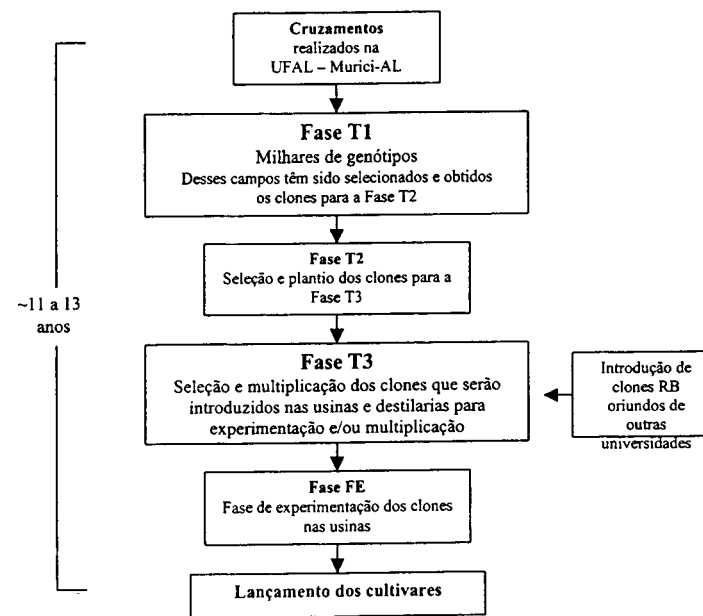 Cruzamentos
realizados na
UFAL – Murici-AL
Fase T1
Milhares de genótipos
Desses campos têm sido selecionados e obtidos
os clones para a Fase T2
Fase T2
Seleção e plantio dos clones para a
Fase T3
~11 a 13
anos
Fase T3
Seleção e multiplicação dos clones que serão
introduzidos nas usinas e destilarias para
experimentação e/ou multiplicação
Introdução de
clones RB
oriundos de
outras
universidades
Fase FE
Fase de experimentação dos clones
nas usinas
Lançamento dos cultivares